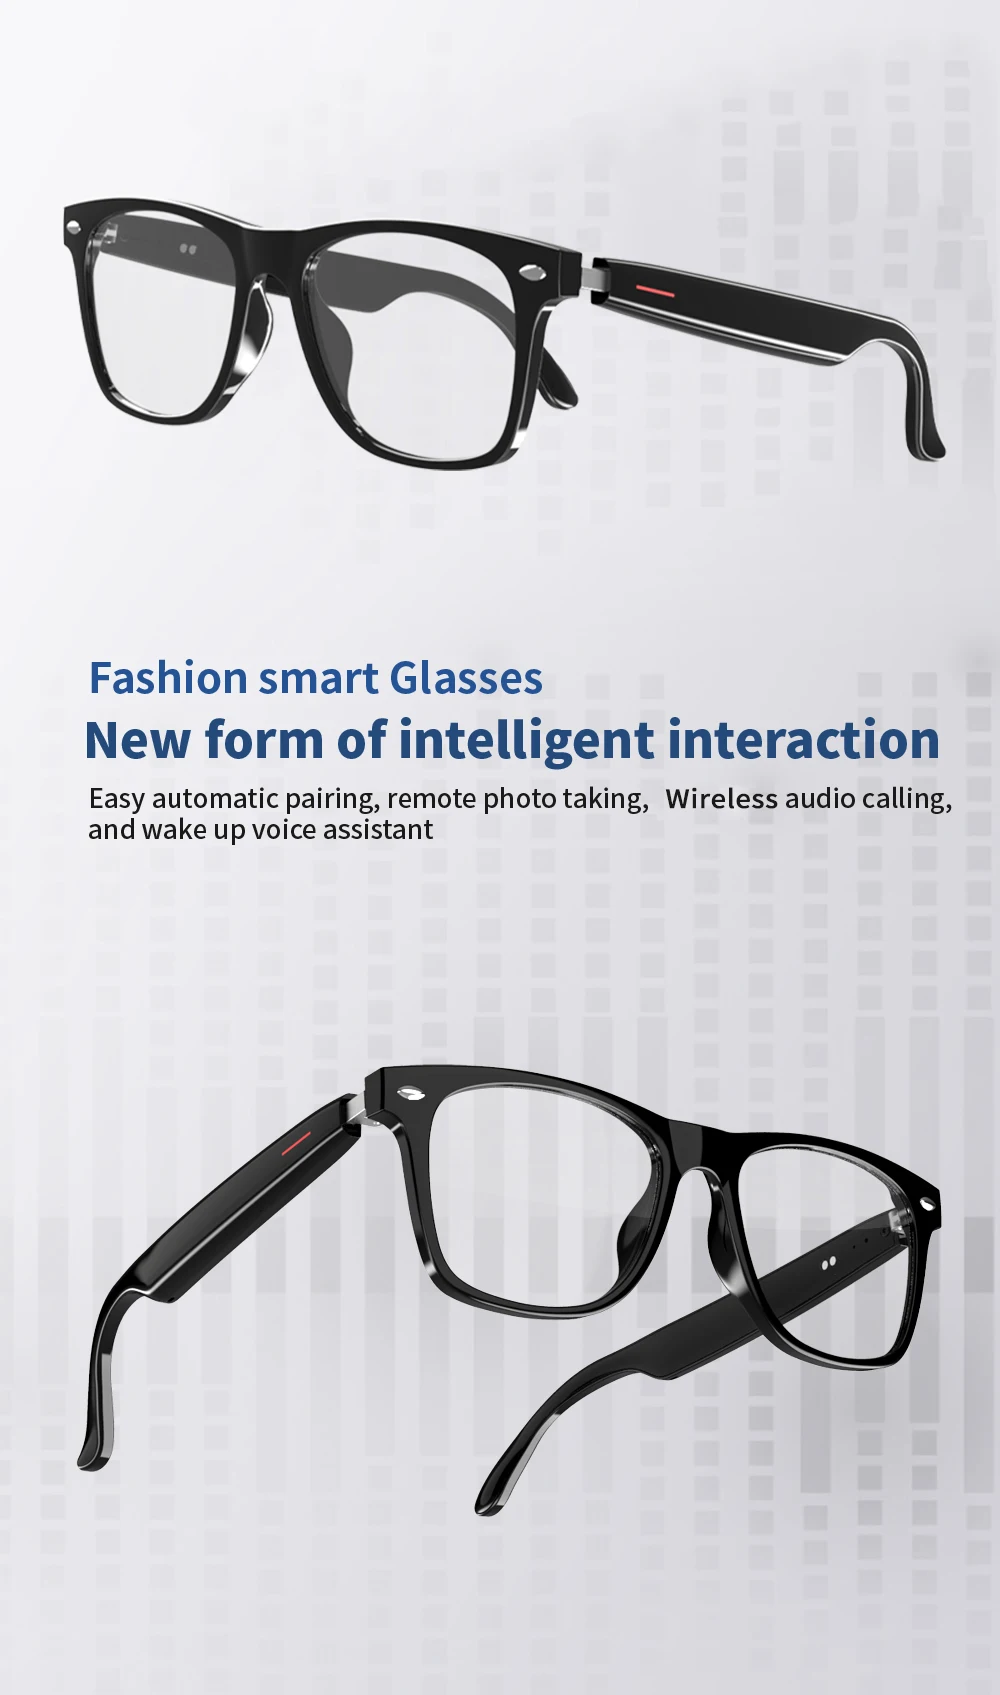 Fashion smart Glasses
New form of intelligent interaction
Easy automatic pairing, remote photo taking, Wireless audio calling,
and wake up voice assistant